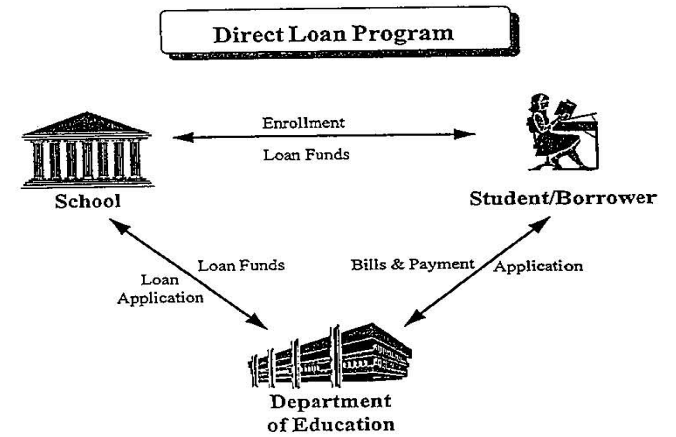 Direct Loan Program
Enrollment
Loan Funds
School
Student/Borrower
Loan Funds
Loan
Application
Bills & Payment
Application
Department
of Education